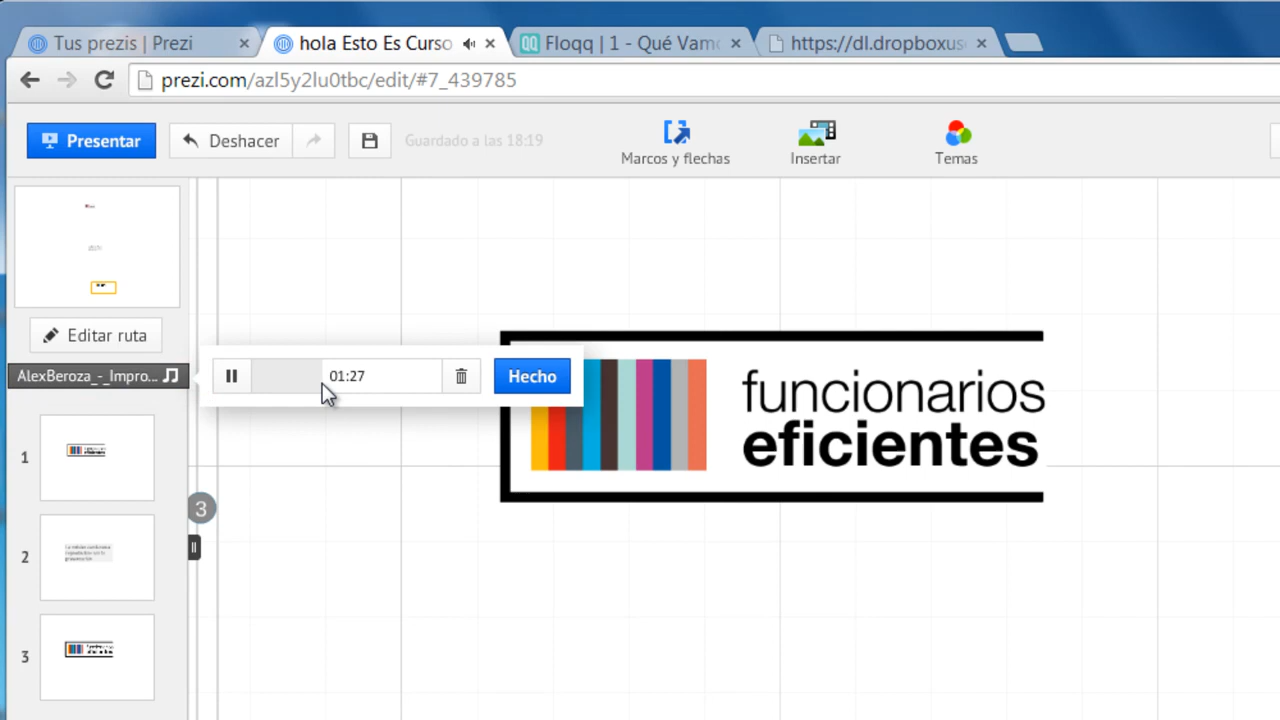 Tus prezis | Prezi
hola Esto Es Curso
Floqq | 1 - Qué Vamo
https://dl.dropboxus
prezi.com/azl5y2lu0tbc/edit/#7_439785
Presentar
Deshacer
Guardado a las 18:19
Marcos y flechas
Insertar
Temas
Editar ruta
AlexBeroza_-_Impro...
01:27
Hecho
funcionarios
eficientes
1
3
2
3